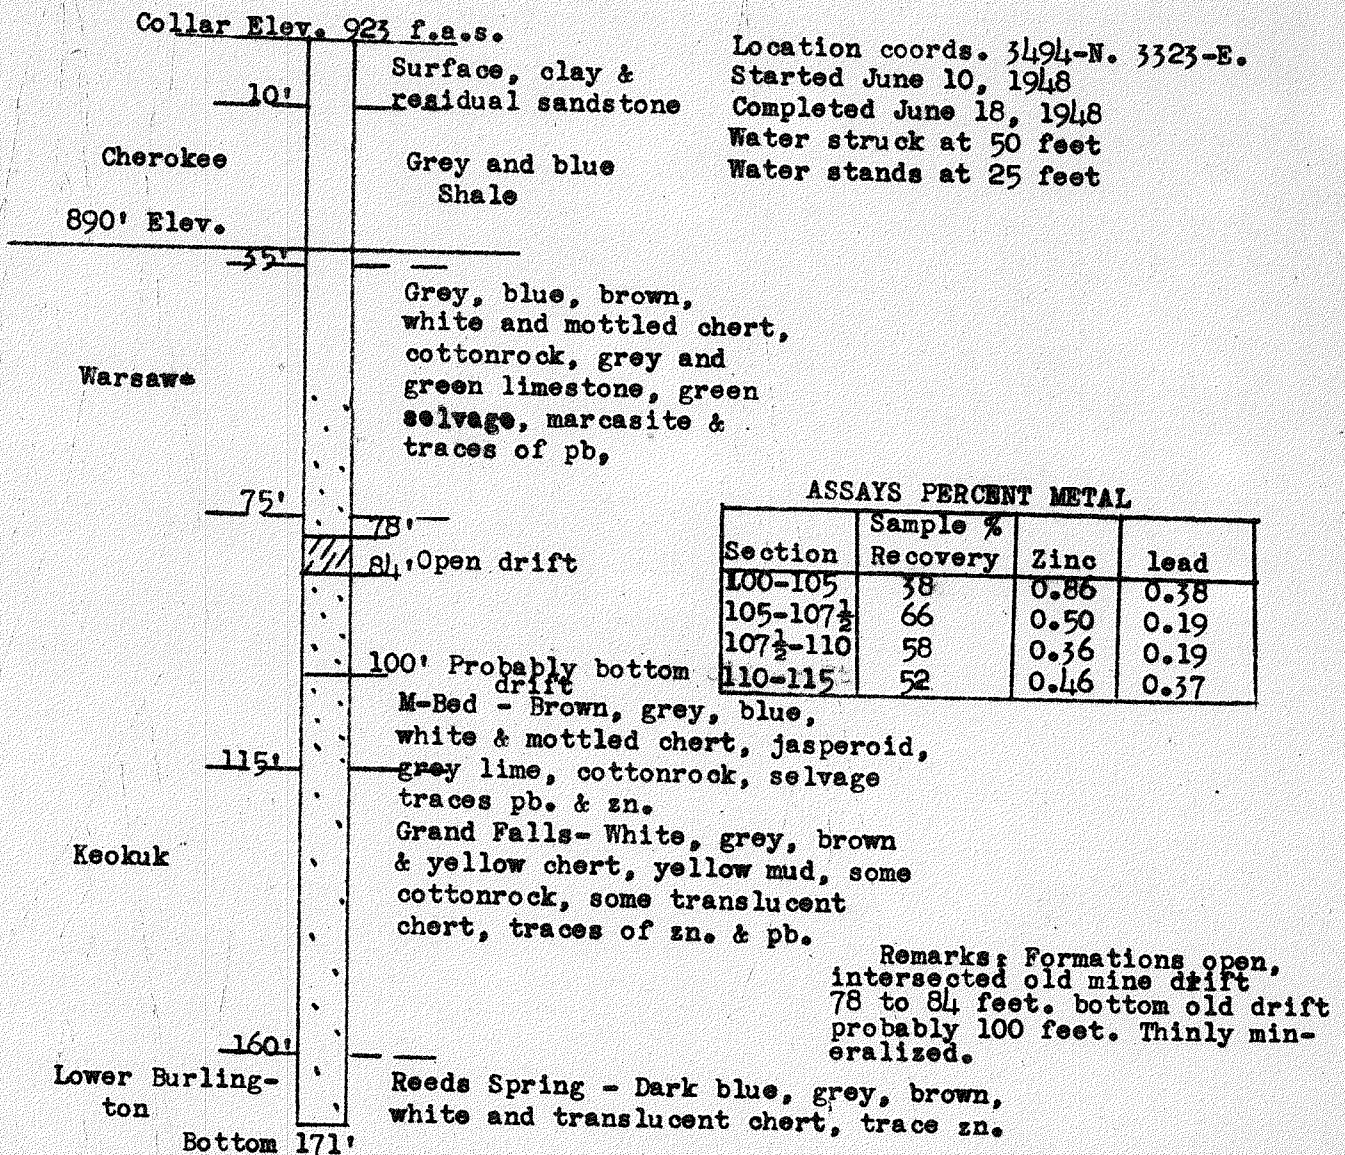 Collar Elev. 923 f.a.s.
Location coords. 3494-N. 3323-E.
Started June 10, 1948
Completed June 18, 1948
Water struck at 50 feet
Water stands at 25 feet
Surface, clay &
10' residual sandstone
Cherokee
Grey and blue
Shale
890' Elev.
35'
Grey, blue, brown,
white and mottled chert,
cottonrock, grey and
green limestone, green
selvage, marcasite &
traces of pb,
Warsaw
75'
78'
84' Open drift
ASSAYS PERCENT METAL
Section Sample % Recovery Zinc lead
100-105 38 0.86 0.38
105-107½ 66 0.50 0.19
107½-110 58 0.36 0.19
110-115 52 0.46 0.37
100' Probably bottom
drift
M-Bed - Brown, grey, blue,
white & mottled chert, jasperoid,
115' grey lime, cottonrock, selvage
traces pb. & zn.
Grand Falls- White, grey, brown
& yellow chert, yellow mud, some
cottonrock, some translucent
chert, traces of zn. & pb.
Keokuk
Remarks: Formations open,
intersected old mine drift
78 to 84 feet. bottom old drift
probably 100 feet. Thinly min-
eralized.
160'
Lower Burling-
ton
Reeds Spring - Dark blue, grey, brown,
white and translucent chert, trace zn.
Bottom 171'